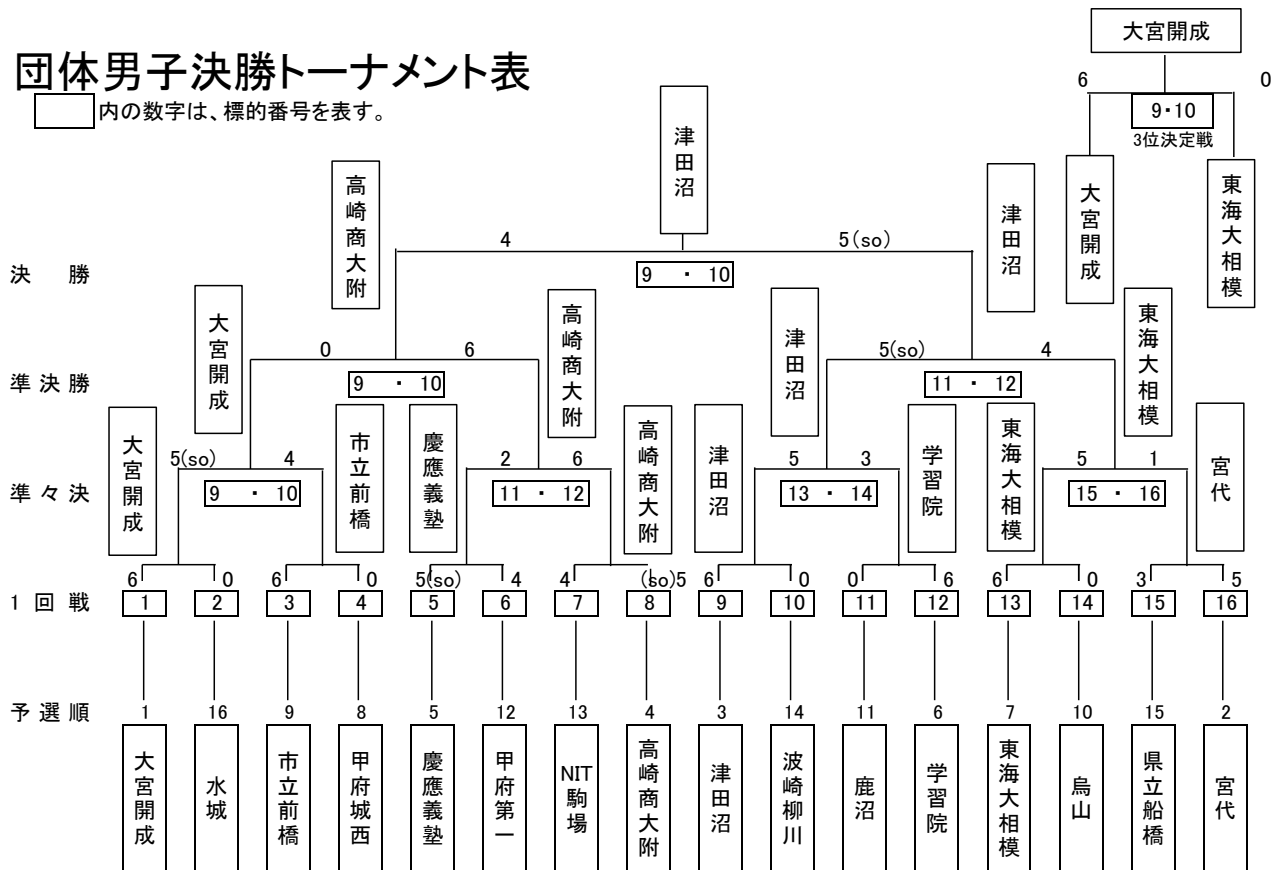 大宮開成
団体男子決勝トーナメント表
内の数字は、標的番号を表す。
6 0
9・10
3位決定戦
津田沼
高崎商大附
津田沼
大宮開成
東海大相模
4 5(so)
決 勝
9 ・ 10
大宮開成
高崎商大附
津田沼
東海大相模
0 6 5(so) 4
準決勝
9 ・ 10
11 ・ 12
大宮開成
市立前橋
慶應義塾
高崎商大附
津田沼
学習院
東海大相模
宮代
5(so) 4 2 6 5 3 5 1
準々決
9 ・ 10
11 ・ 12
13 ・ 14
15 ・ 16
6 0 6 0 5(so) 4 4 (so)5 6 0 0 6 6 0 3 5
1回戦
1 2 3 4 5 6 7 8 9 10 11 12 13 14 15 16
予選順
1 16 9 8 5 12 13 4 3 14 11 6 7 10 15 2
大宮開成
水城
市立前橋
甲府城西
慶應義塾
甲府第一
NIT駒場
高崎商大附
津田沼
波崎柳川
鹿沼
学習院
東海大相模
烏山
県立船橋
宮代